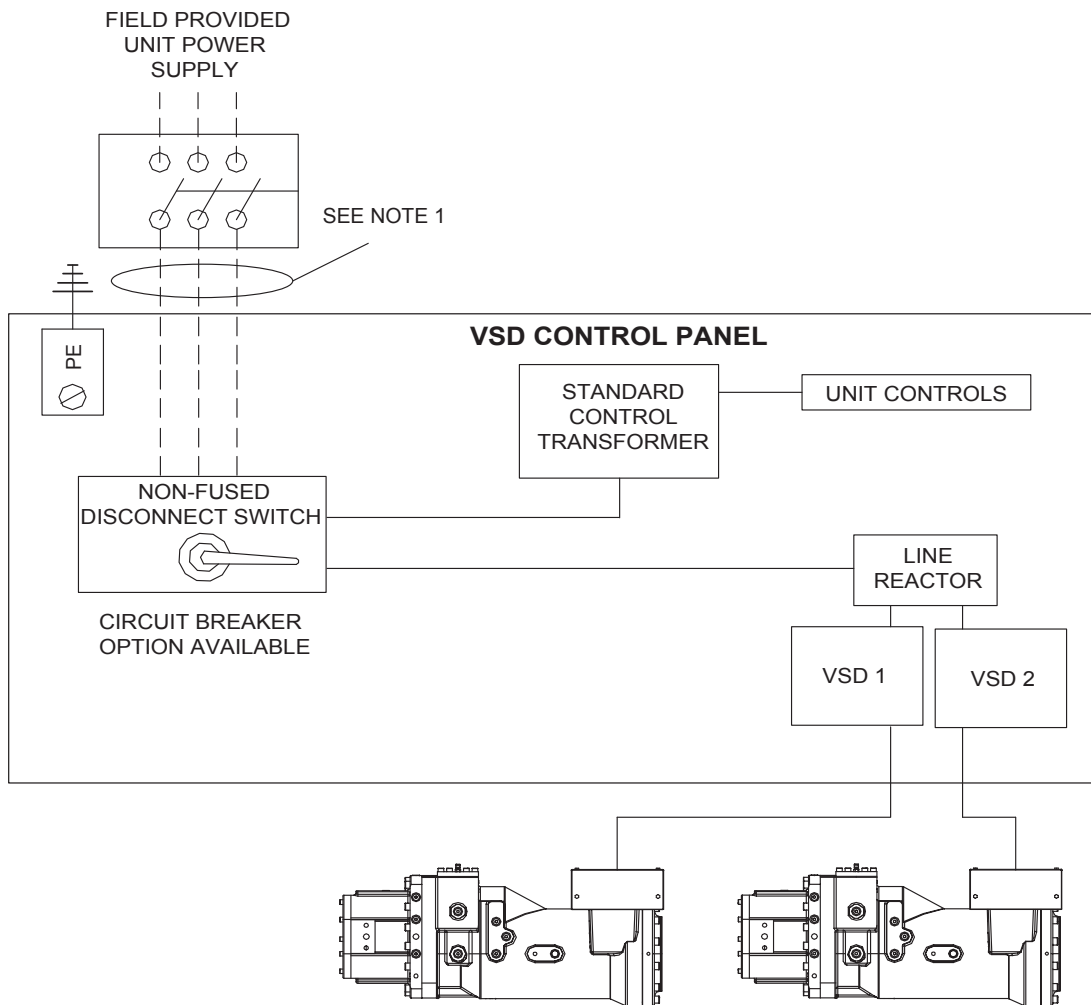 FIELD PROVIDED
UNIT POWER
SUPPLY
SEE NOTE 1
PE
VSD CONTROL PANEL
STANDARD
CONTROL
TRANSFORMER
UNIT CONTROLS
NON-FUSED
DISCONNECT SWITCH
CIRCUIT BREAKER
OPTION AVAILABLE
LINE
REACTOR
VSD 1
VSD 2